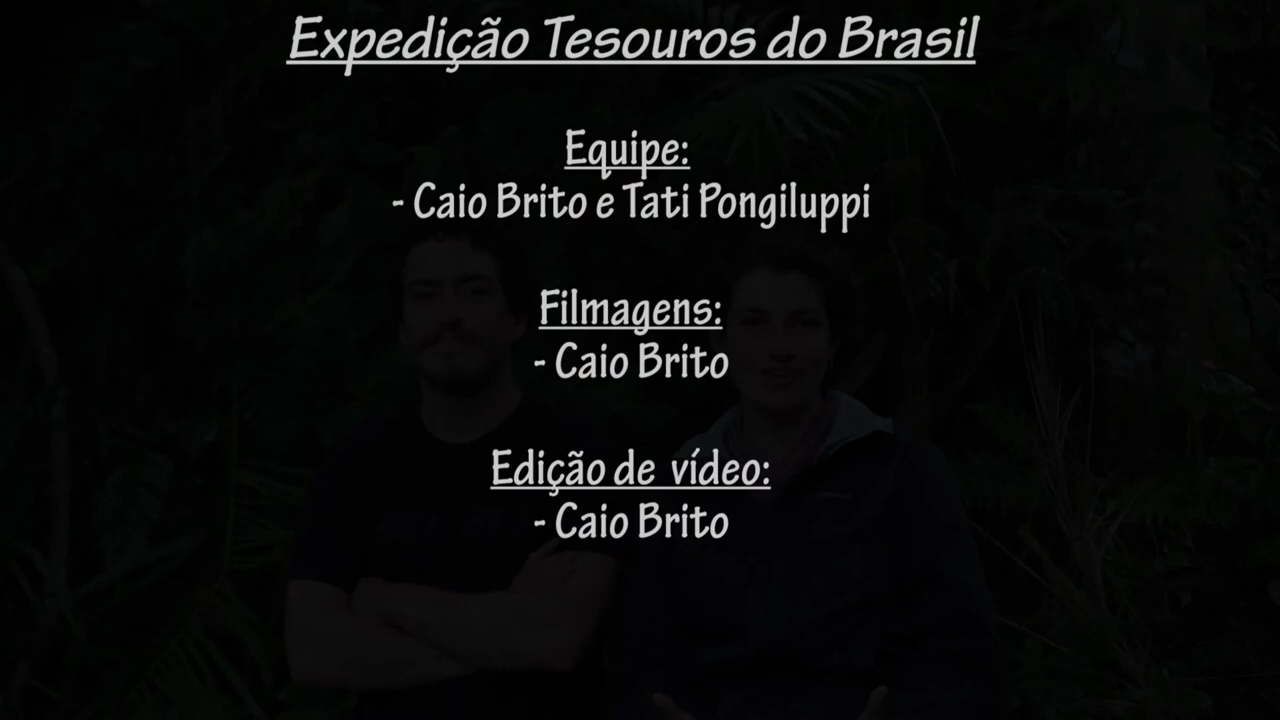 Expedição Tesouros do Brasil
Equipe:
- Caio Brito e Tati Pongiluppi
Filmagens:
- Caio Brito
Edição de vídeo:
- Caio Brito